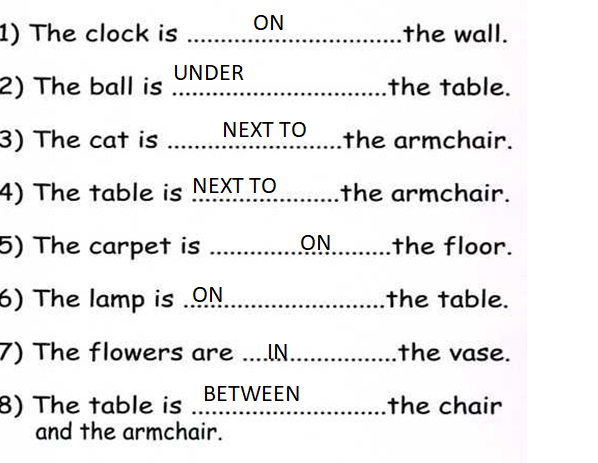 1) The clock is ....................ON....................the wall.
2) The ball is UNDER....................the table.
3) The cat is ..........NEXT TO..........the armchair.
4) The table is NEXT TO..........the armchair.
5) The carpet is ...............ON..........the floor.
6) The lamp is ..ON....................the table.
7) The flowers are ....IN...............the vase.
8) The table is ..BETWEEN...............the chair
and the armchair.